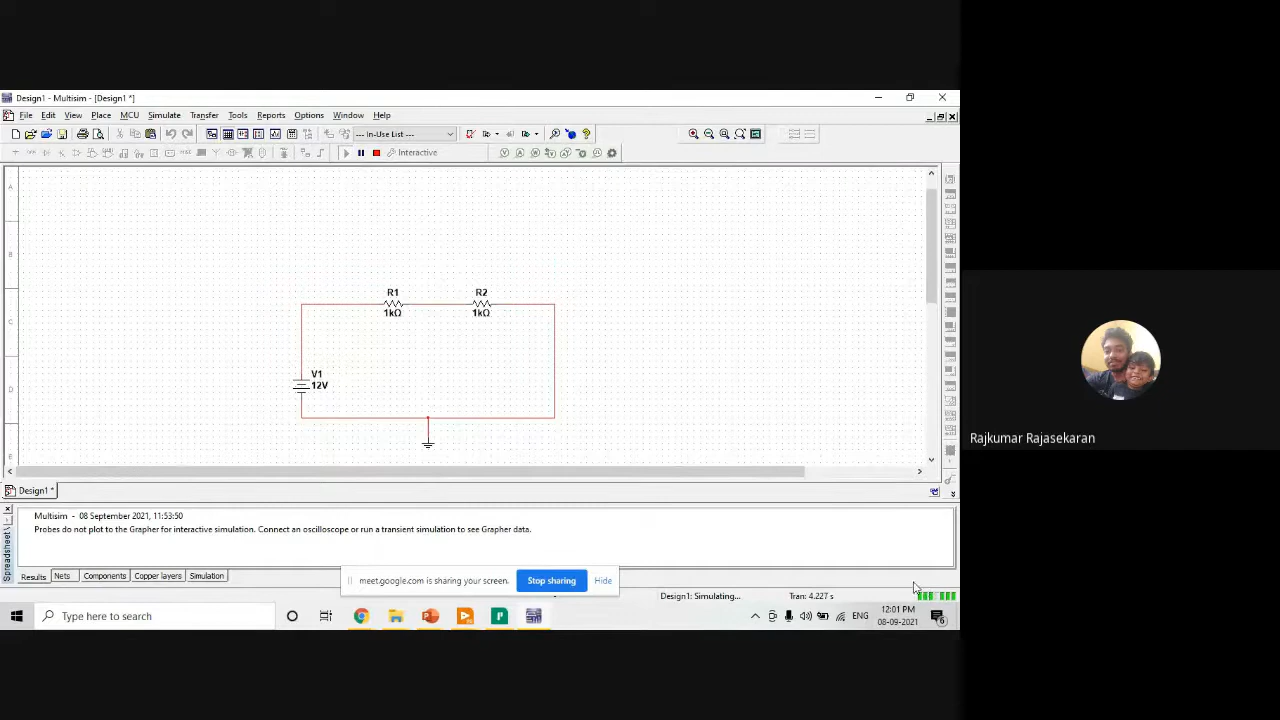 Design1 - Multisim - [Design1 *]
File Edit View Place MCU Simulate Transfer Tools Reports Options Window Help
--- In-Use List ---
Interactive
A
B
C
D
E
R1
1kΩ
R2
1kΩ
V1
12V
Rajkumar Rajasekaran
Design1 *
Spreadsheet V
Multisim - 08 September 2021, 11:53:50
Probes do not plot to the Grapher for interactive simulation. Connect an oscilloscope or run a transient simulation to see Grapher data.
Results Nets Components Copper layers Simulation
meet.google.com is sharing your screen. Stop sharing Hide
Design1: Simulating... Tran: 4.227 s
Type here to search
ENG
12:01 PM
08-09-2021
6